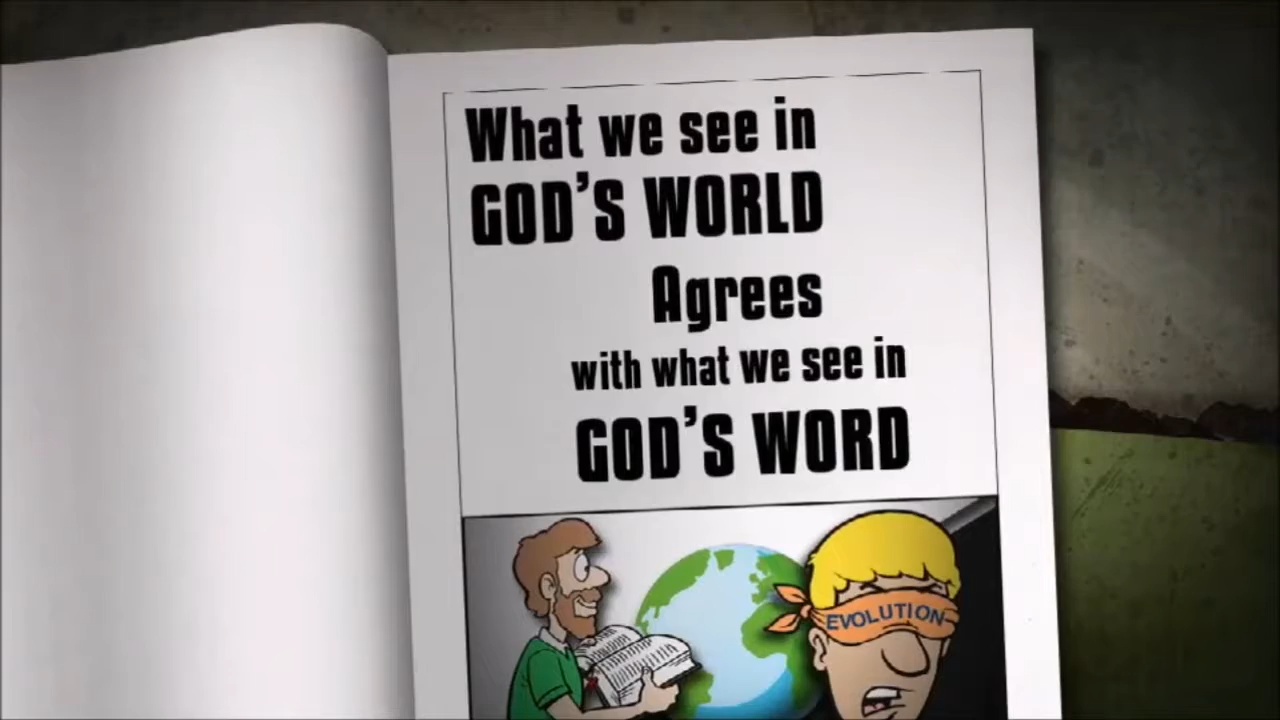 What we see in
GOD'S WORLD
Agrees
with what we see in
GOD'S WORD
EVOLUTION